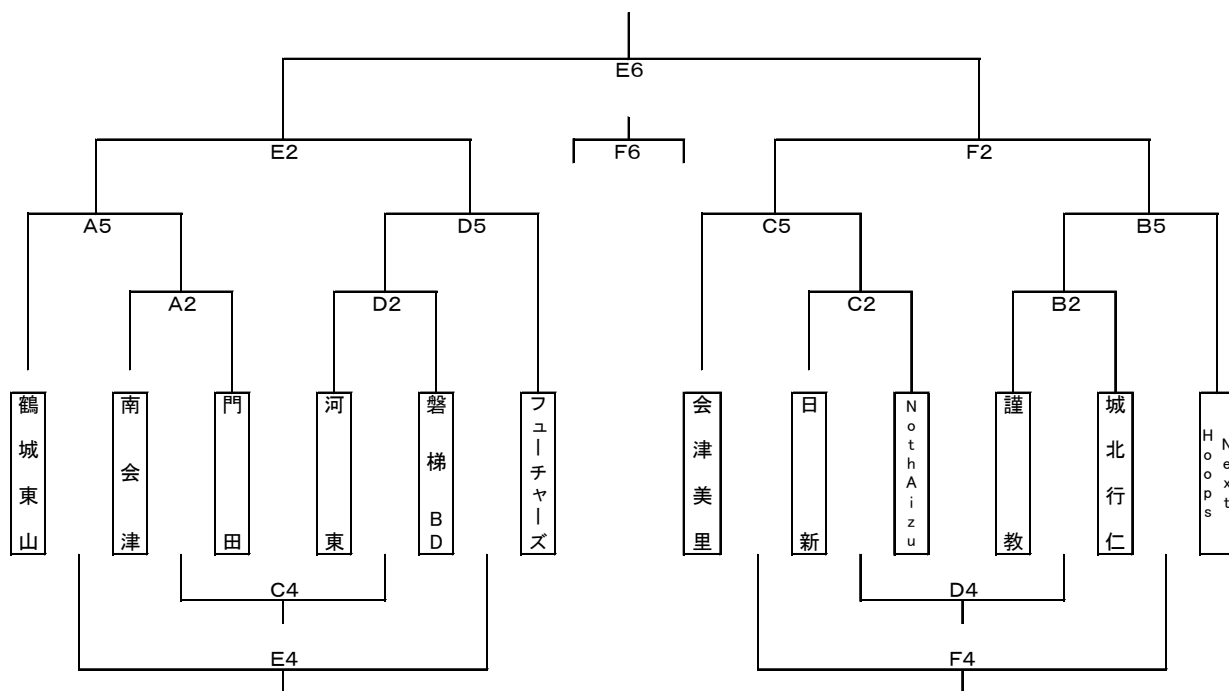 E6
E2
F6
F2
A5
D5
C5
B5
A2
D2
C2
B2
鶴城東山
南会津
門田
河東
磐梯BD
フューチャーズ
会津美里
日新
NothAizu
謹教
城北行仁
Next
Hoops
C4
D4
E4
F4